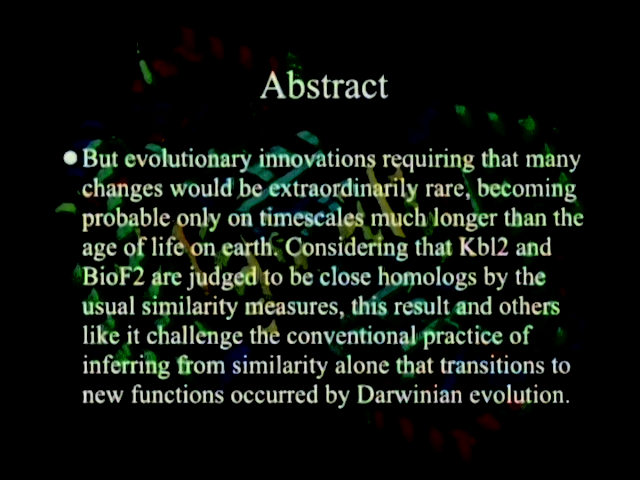 Abstract
But evolutionary innovations requiring that many
changes would be extraordinarily rare, becoming
probable only on timescales much longer than the
age of life on earth. Considering that Kbl2 and
BioF2 are judged to be close homologs by the
usual similarity measures, this result and others
like it challenge the conventional practice of
inferring from similarity alone that transitions to
new functions occurred by Darwinian evolution.